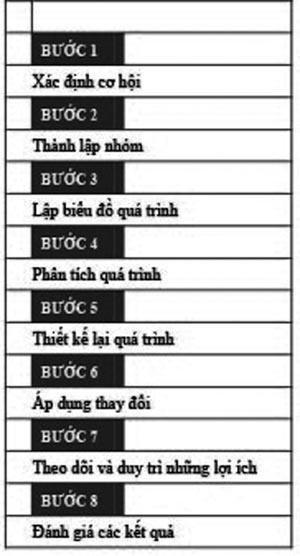 BƯỚC 1
Xác định cơ hội
BƯỚC 2
Thành lập nhóm
BƯỚC 3
Lập biểu đồ quá trình
BƯỚC 4
Phân tích quá trình
BƯỚC 5
Thiết kế lại quá trình
BƯỚC 6
Áp dụng thay đổi
BƯỚC 7
Theo dõi và duy trì những lợi ích
BƯỚC 8
Đánh giá các kết quả